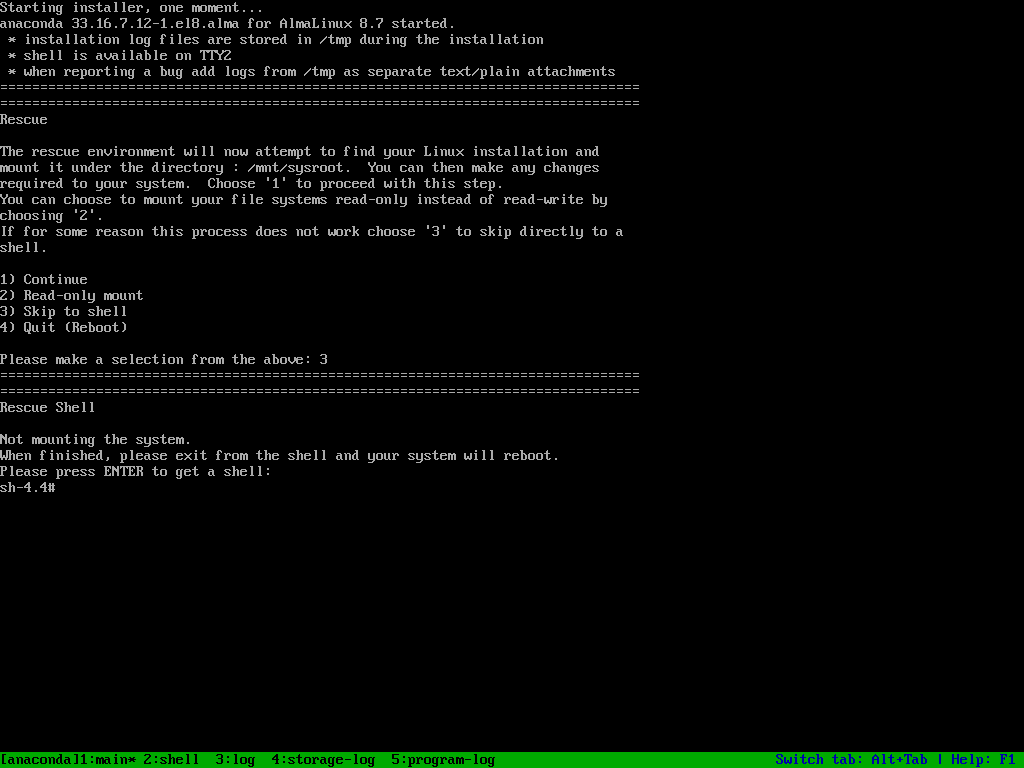 Starting installer, one moment...
anaconda 33.16.7.12-1.el8.alma for AlmaLinux 8.7 started.
 * installation log files are stored in /tmp during the installation
 * shell is available on TTY2
 * when reporting a bug add logs from /tmp as separate text/plain attachments
================================================================================
================================================================================
Rescue
The rescue environment will now attempt to find your Linux installation and
mount it under the directory : /mnt/sysroot.  You can then make any changes
required to your system.  Choose '1' to proceed with this step.
You can choose to mount your file systems read-only instead of read-write by
choosing '2'.
If for some reason this process does not work choose '3' to skip directly to a
shell.
1) Continue
2) Read-only mount
3) Skip to shell
4) Quit (Reboot)
Please make a selection from the above: 3
================================================================================
================================================================================
Rescue Shell
Not mounting the system.
When finished, please exit from the shell and your system will reboot.
Please press ENTER to get a shell:
sh-4.4#
[anaconda]1:main* 2:shell  3:log  4:storage-log  5:program-log Switch tab: Alt+Tab | Help: F1